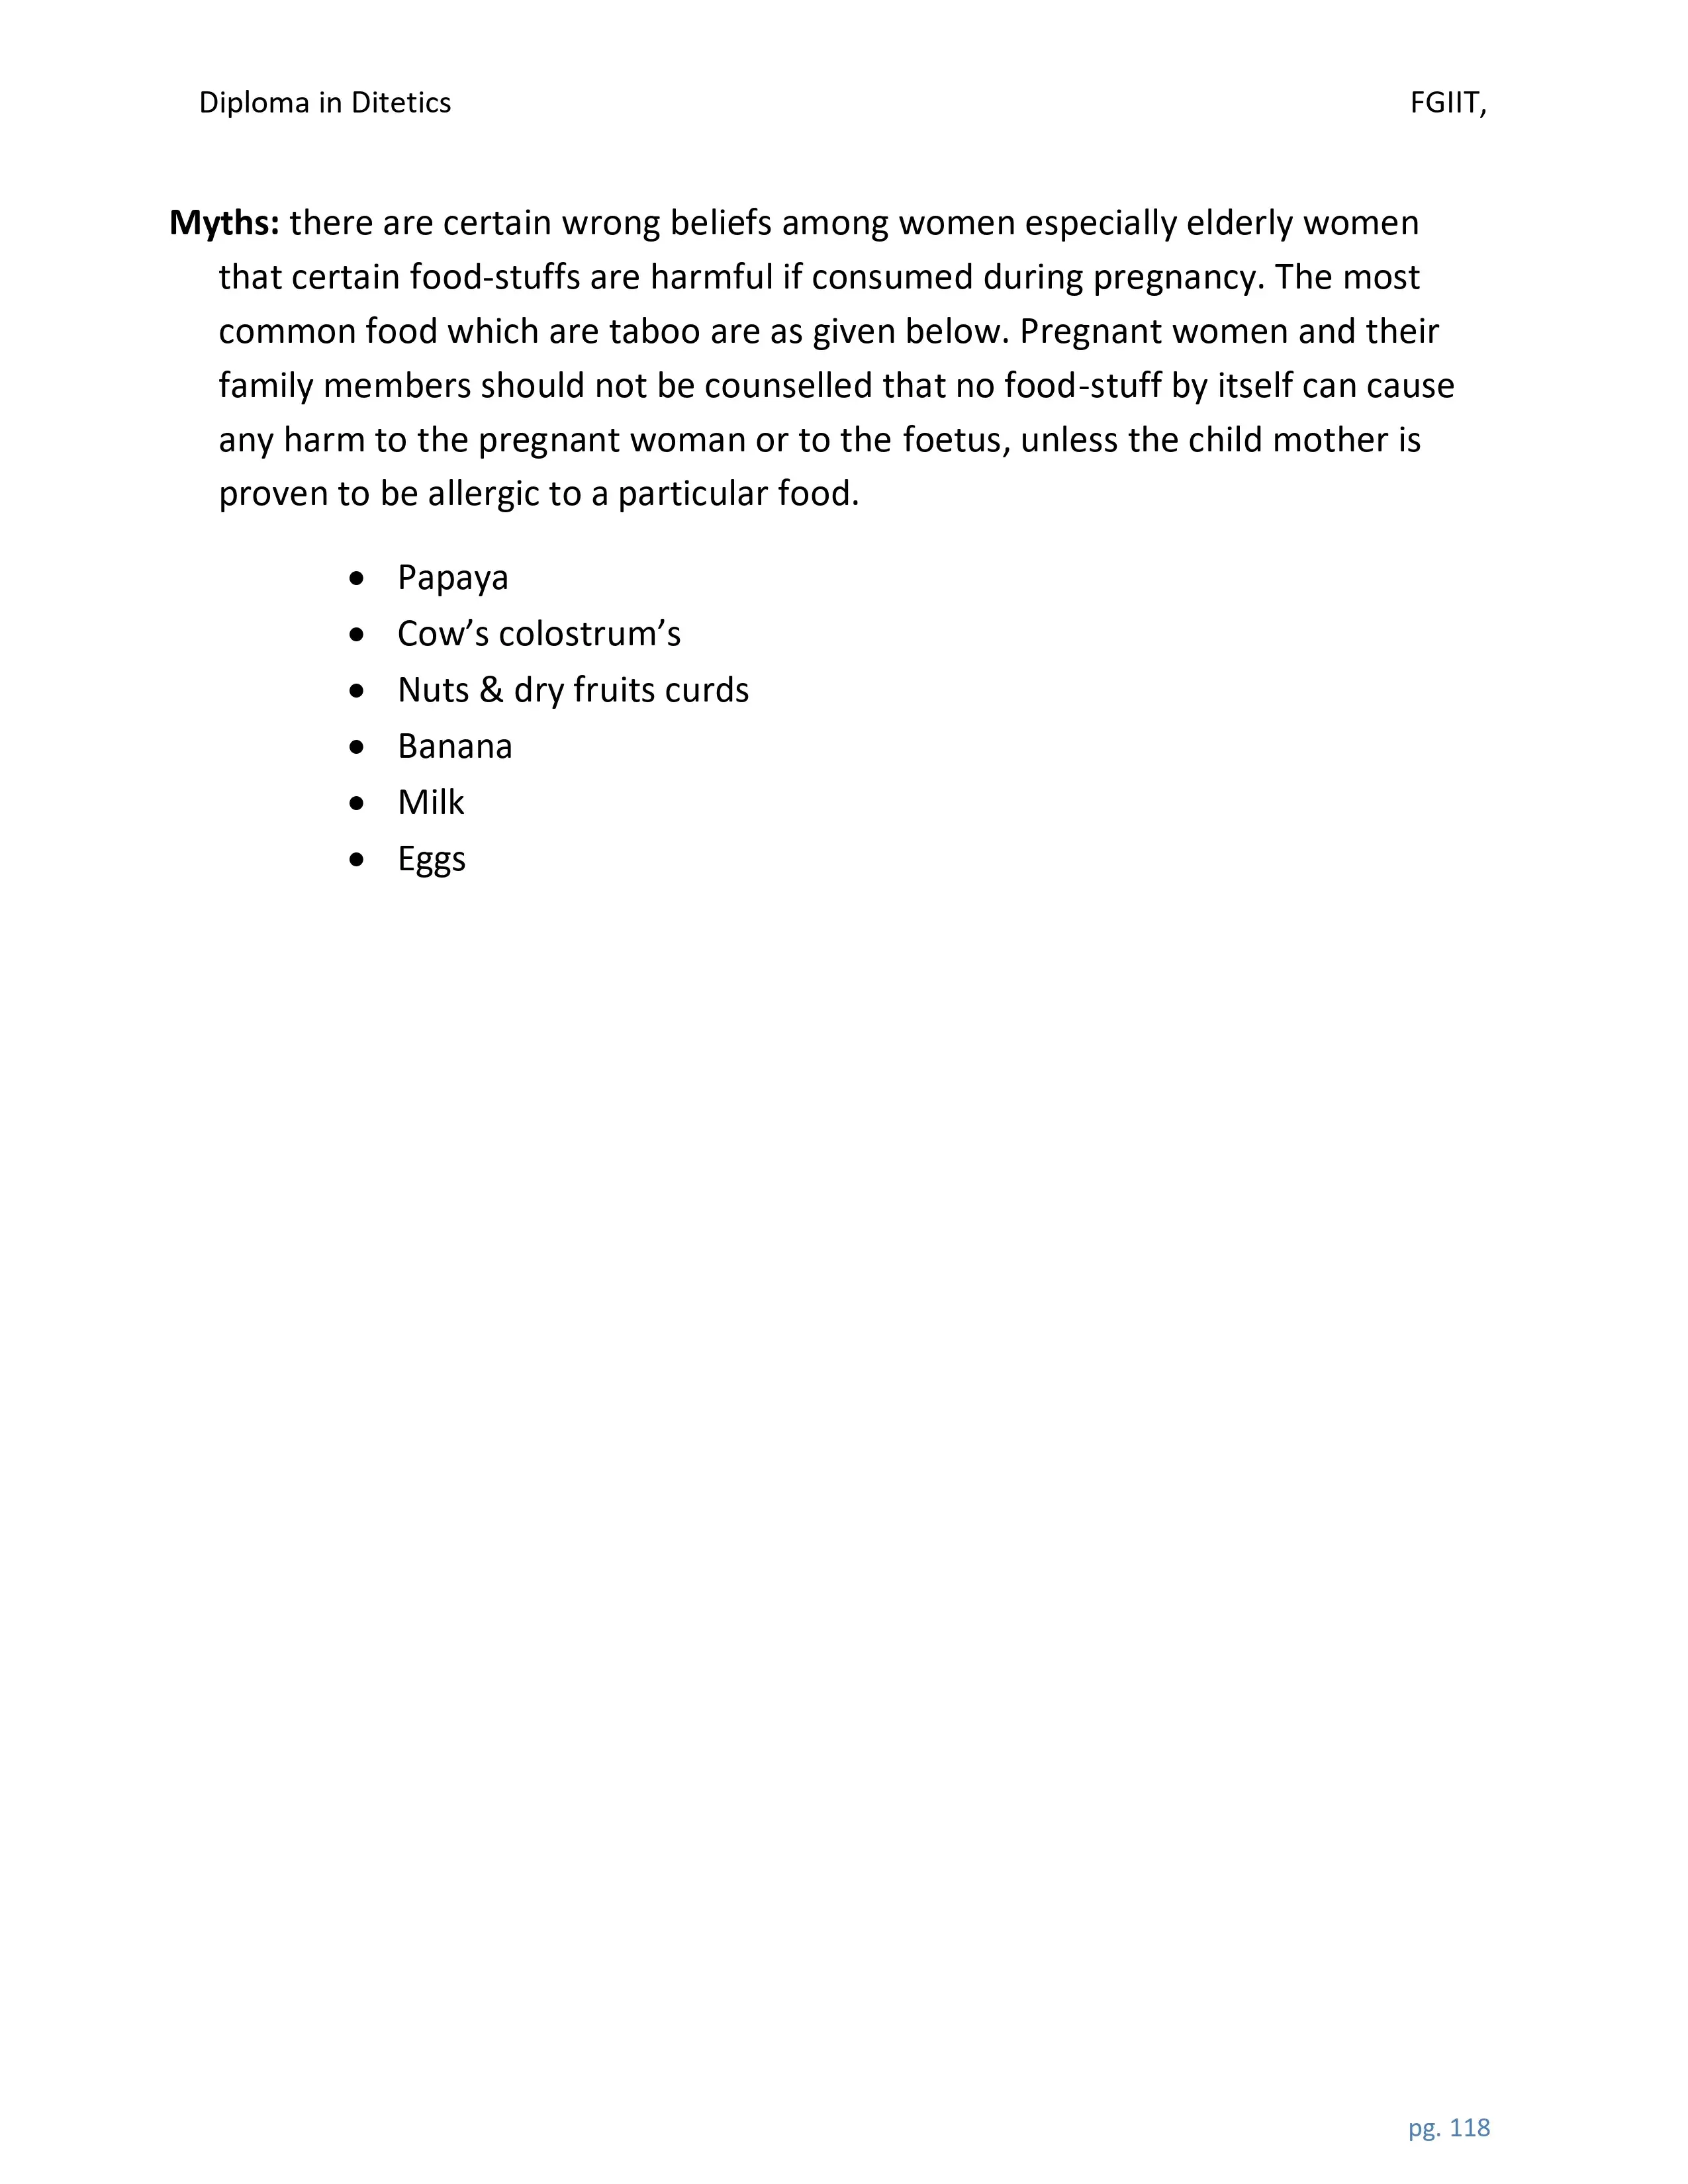 Diploma in Ditetics FGIIT,
Myths: there are certain wrong beliefs among women especially elderly women
that certain food-stuffs are harmful if consumed during pregnancy. The most
common food which are taboo are as given below. Pregnant women and their
family members should not be counselled that no food-stuff by itself can cause
any harm to the pregnant woman or to the foetus, unless the child mother is
proven to be allergic to a particular food.
• Papaya
• Cow’s colostrum’s
• Nuts & dry fruits curds
• Banana
• Milk
• Eggs
pg. 118